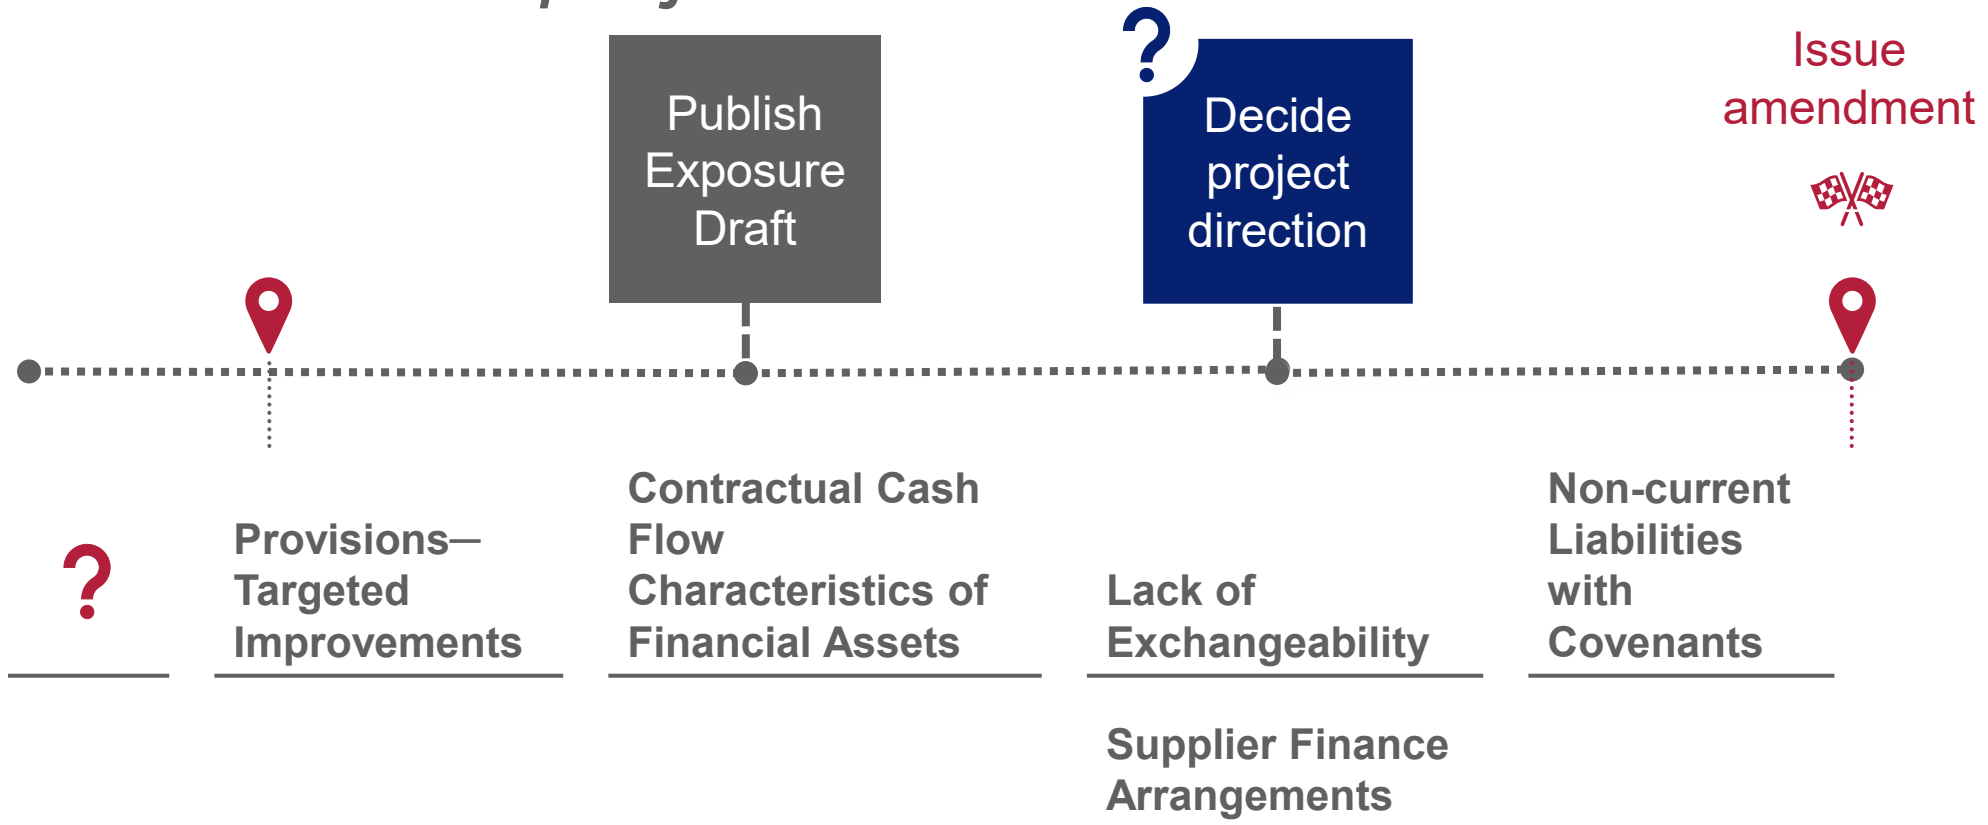 Publish
Exposure
Draft
?
Decide
project
direction
Issue
amendment
?
Provisions—
Targeted
Improvements
Contractual Cash
Flow
Characteristics of
Financial Assets
Lack of
Exchangeability
Supplier Finance
Arrangements
Non-current
Liabilities
with
Covenants